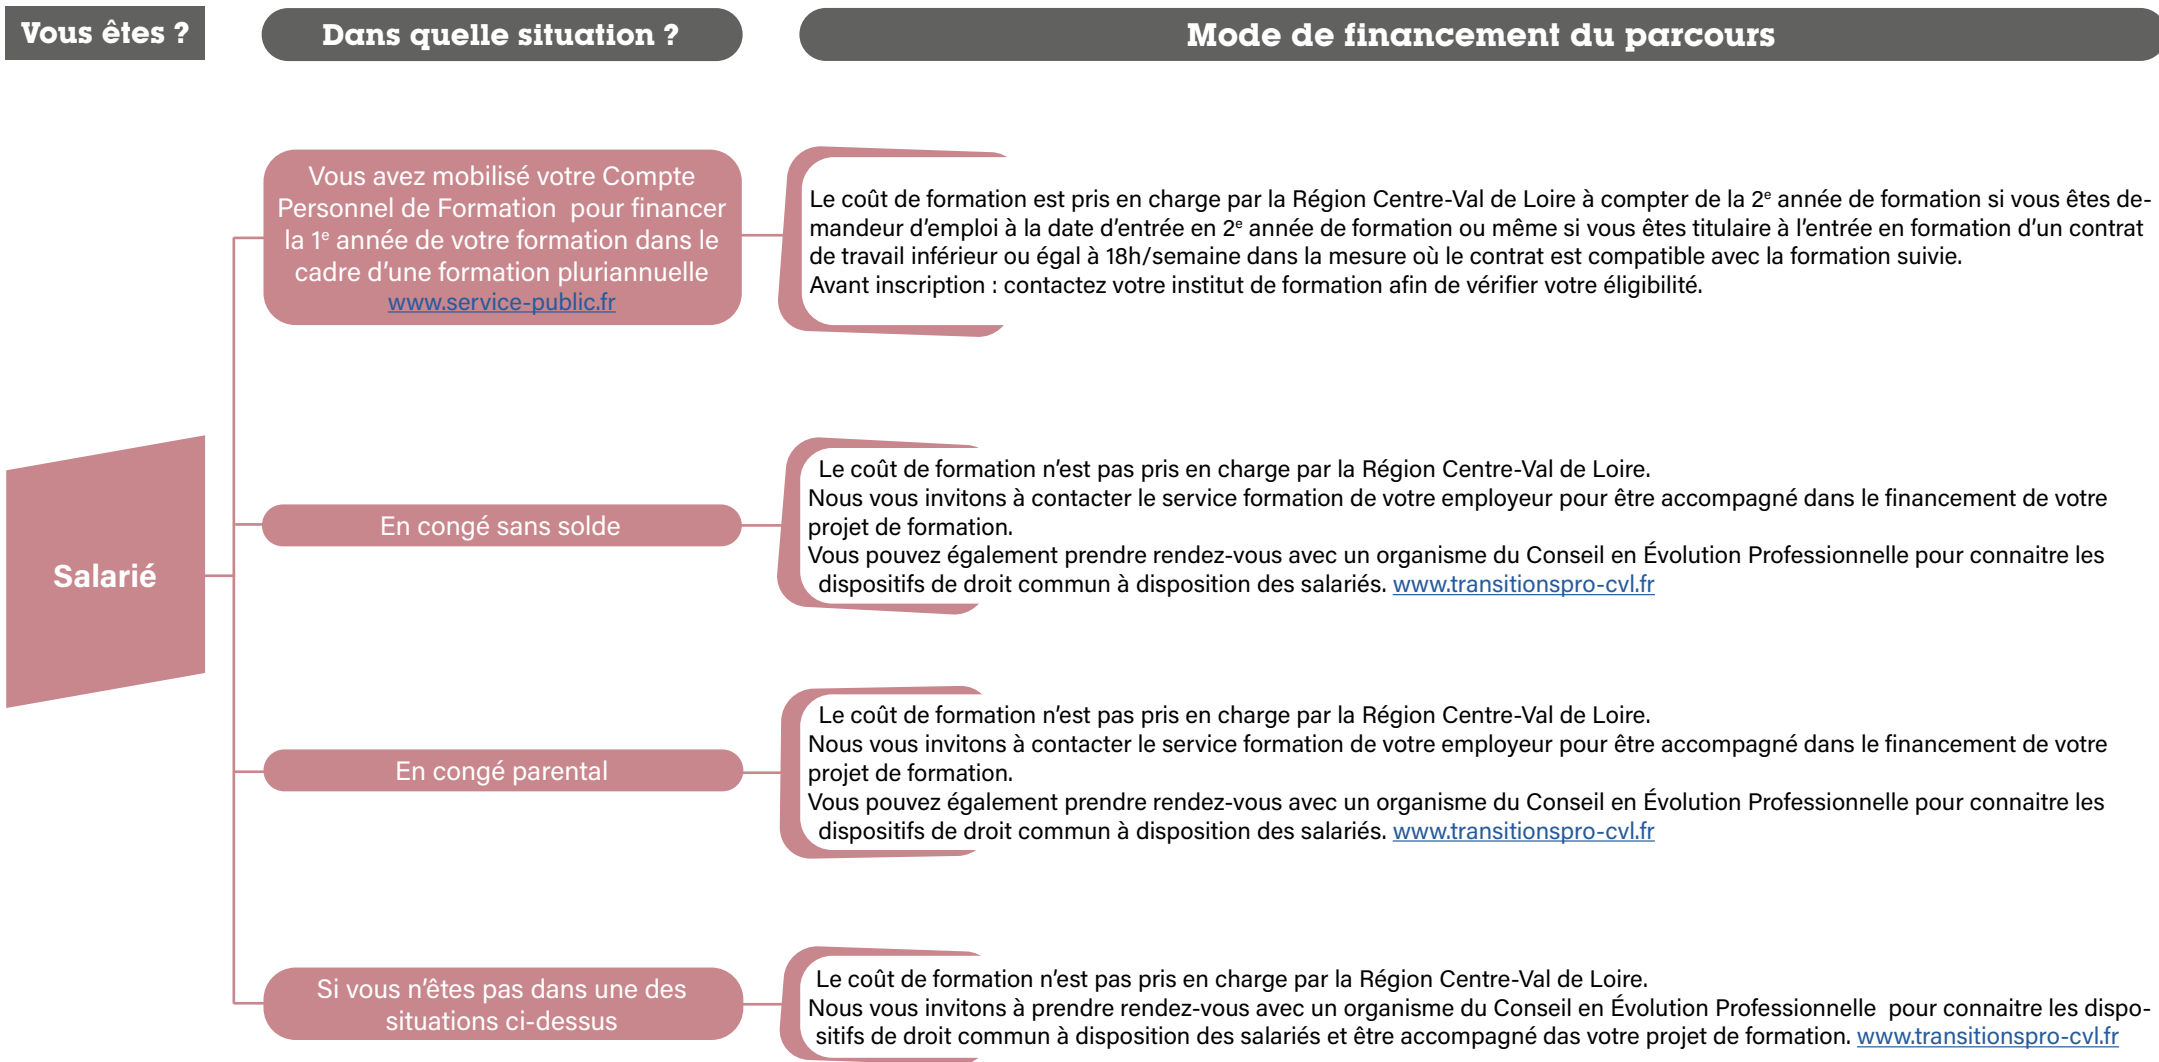 Vous êtes ?
Dans quelle situation ?
Mode de financement du parcours
Salarié
Vous avez mobilisé votre Compte
Personnel de Formation pour financer
la 1e année de votre formation dans le
cadre d'une formation pluriannuelle
www.service-public.fr
Le coût de formation est pris en charge par la Région Centre-Val de Loire à compter de la 2e année de formation si vous êtes de-
mandeur d'emploi à la date d'entrée en 2e année de formation ou même si vous êtes titulaire à l'entrée en formation d'un contrat
de travail inférieur ou égal à 18h/semaine dans la mesure où le contrat est compatible avec la formation suivie.
Avant inscription : contactez votre institut de formation afin de vérifier votre éligibilité.
En congé sans solde
Le coût de formation n'est pas pris en charge par la Région Centre-Val de Loire.
Nous vous invitons à contacter le service formation de votre employeur pour être accompagné dans le financement de votre
projet de formation.
Vous pouvez également prendre rendez-vous avec un organisme du Conseil en Évolution Professionnelle pour connaitre les
dispositifs de droit commun à disposition des salariés. www.transitionspro-cvl.fr
En congé parental
Le coût de formation n'est pas pris en charge par la Région Centre-Val de Loire.
Nous vous invitons à contacter le service formation de votre employeur pour être accompagné dans le financement de votre
projet de formation.
Vous pouvez également prendre rendez-vous avec un organisme du Conseil en Évolution Professionnelle pour connaitre les
dispositifs de droit commun à disposition des salariés. www.transitionspro-cvl.fr
Si vous n'êtes pas dans une des
situations ci-dessus
Le coût de formation n'est pas pris en charge par la Région Centre-Val de Loire.
Nous vous invitons à prendre rendez-vous avec un organisme du Conseil en Évolution Professionnelle pour connaitre les dispo-
sitifs de droit commun à disposition des salariés et être accompagné das votre projet de formation. www.transitionspro-cvl.fr